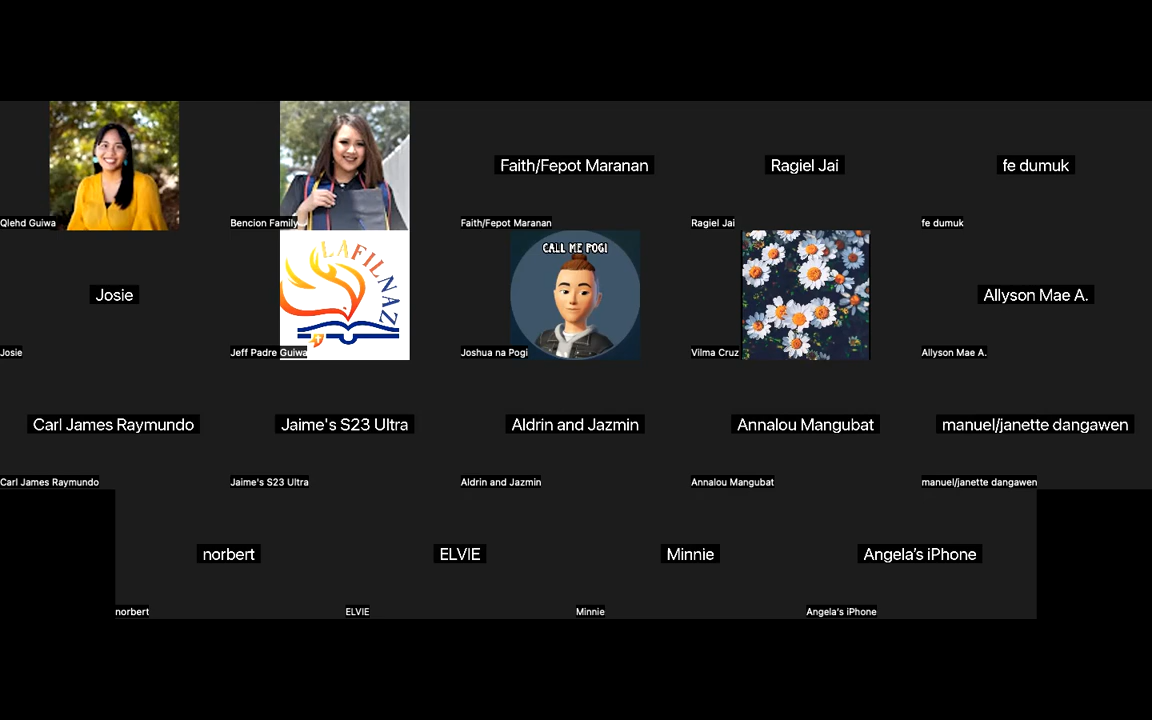 Faith/Fepot Maranan
Ragiel Jai
fe dumuk
Qlehd Guiwa
Bencion Family
Faith/Fepot Maranan
Ragiel Jai
fe dumuk
Josie
LAFILNAZ
CALL ME POGI
Allyson Mae A.
Josie
Jeff Padre Guiwa
Joshua na Pogi
Vilma Cruz
Allyson Mae A.
Carl James Raymundo
Jaime's S23 Ultra
Aldrin and Jazmin
Annalou Mangubat
manuel/janette dangawen
Carl James Raymundo
Jaime's S23 Ultra
Aldrin and Jazmin
Annalou Mangubat
manuel/janette dangawen
norbert
ELVIE
Minnie
Angela's iPhone
norbert
ELVIE
Minnie
Angela's iPhone